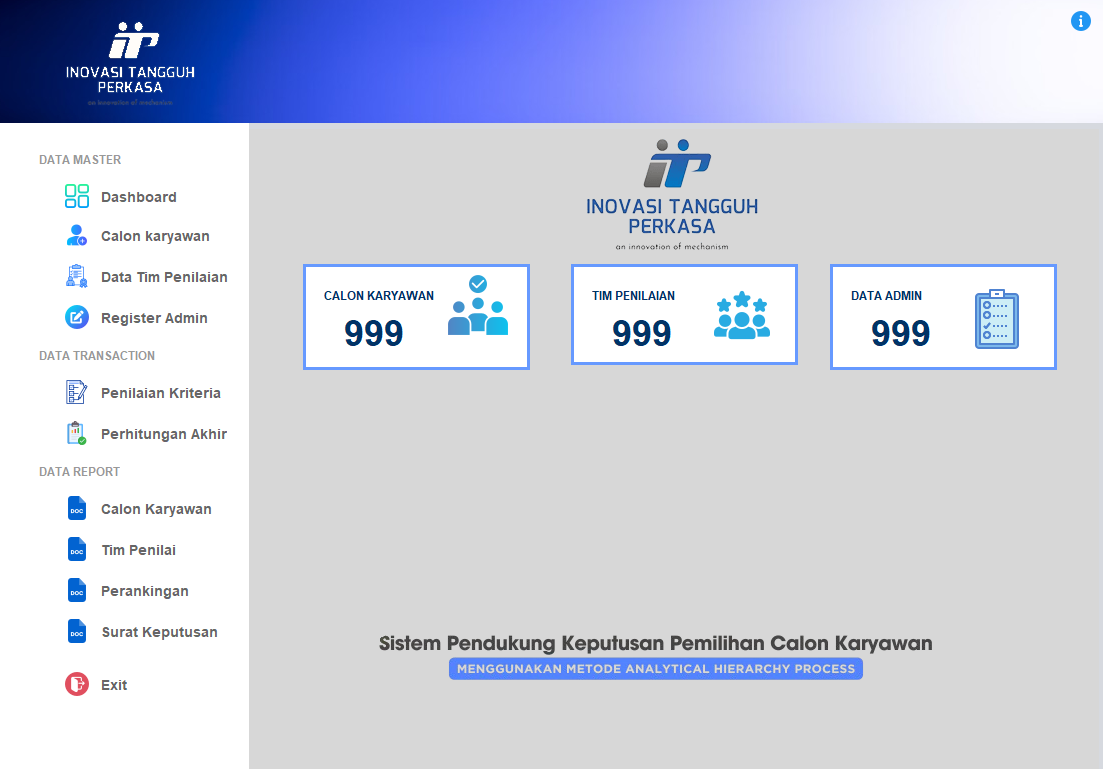 INOVASI TANGGUH
PERKASA
an innovation of mechanism
i
DATA MASTER
Dashboard
Calon karyawan
Data Tim Penilaian
Register Admin
DATA TRANSACTION
Penilaian Kriteria
Perhitungan Akhir
DATA REPORT
DOC
Calon Karyawan
DOC
Tim Penilai
DOC
Perankingan
DOC
Surat Keputusan
Exit
INOVASI TANGGUH
PERKASA
an innovation of mechanism
CALON KARYAWAN
999
TIM PENILAIAN
999
DATA ADMIN
999
Sistem Pendukung Keputusan Pemilihan Calon Karyawan
MENGGUNAKAN METODE ANALYTICAL HIERARCHY PROCESS